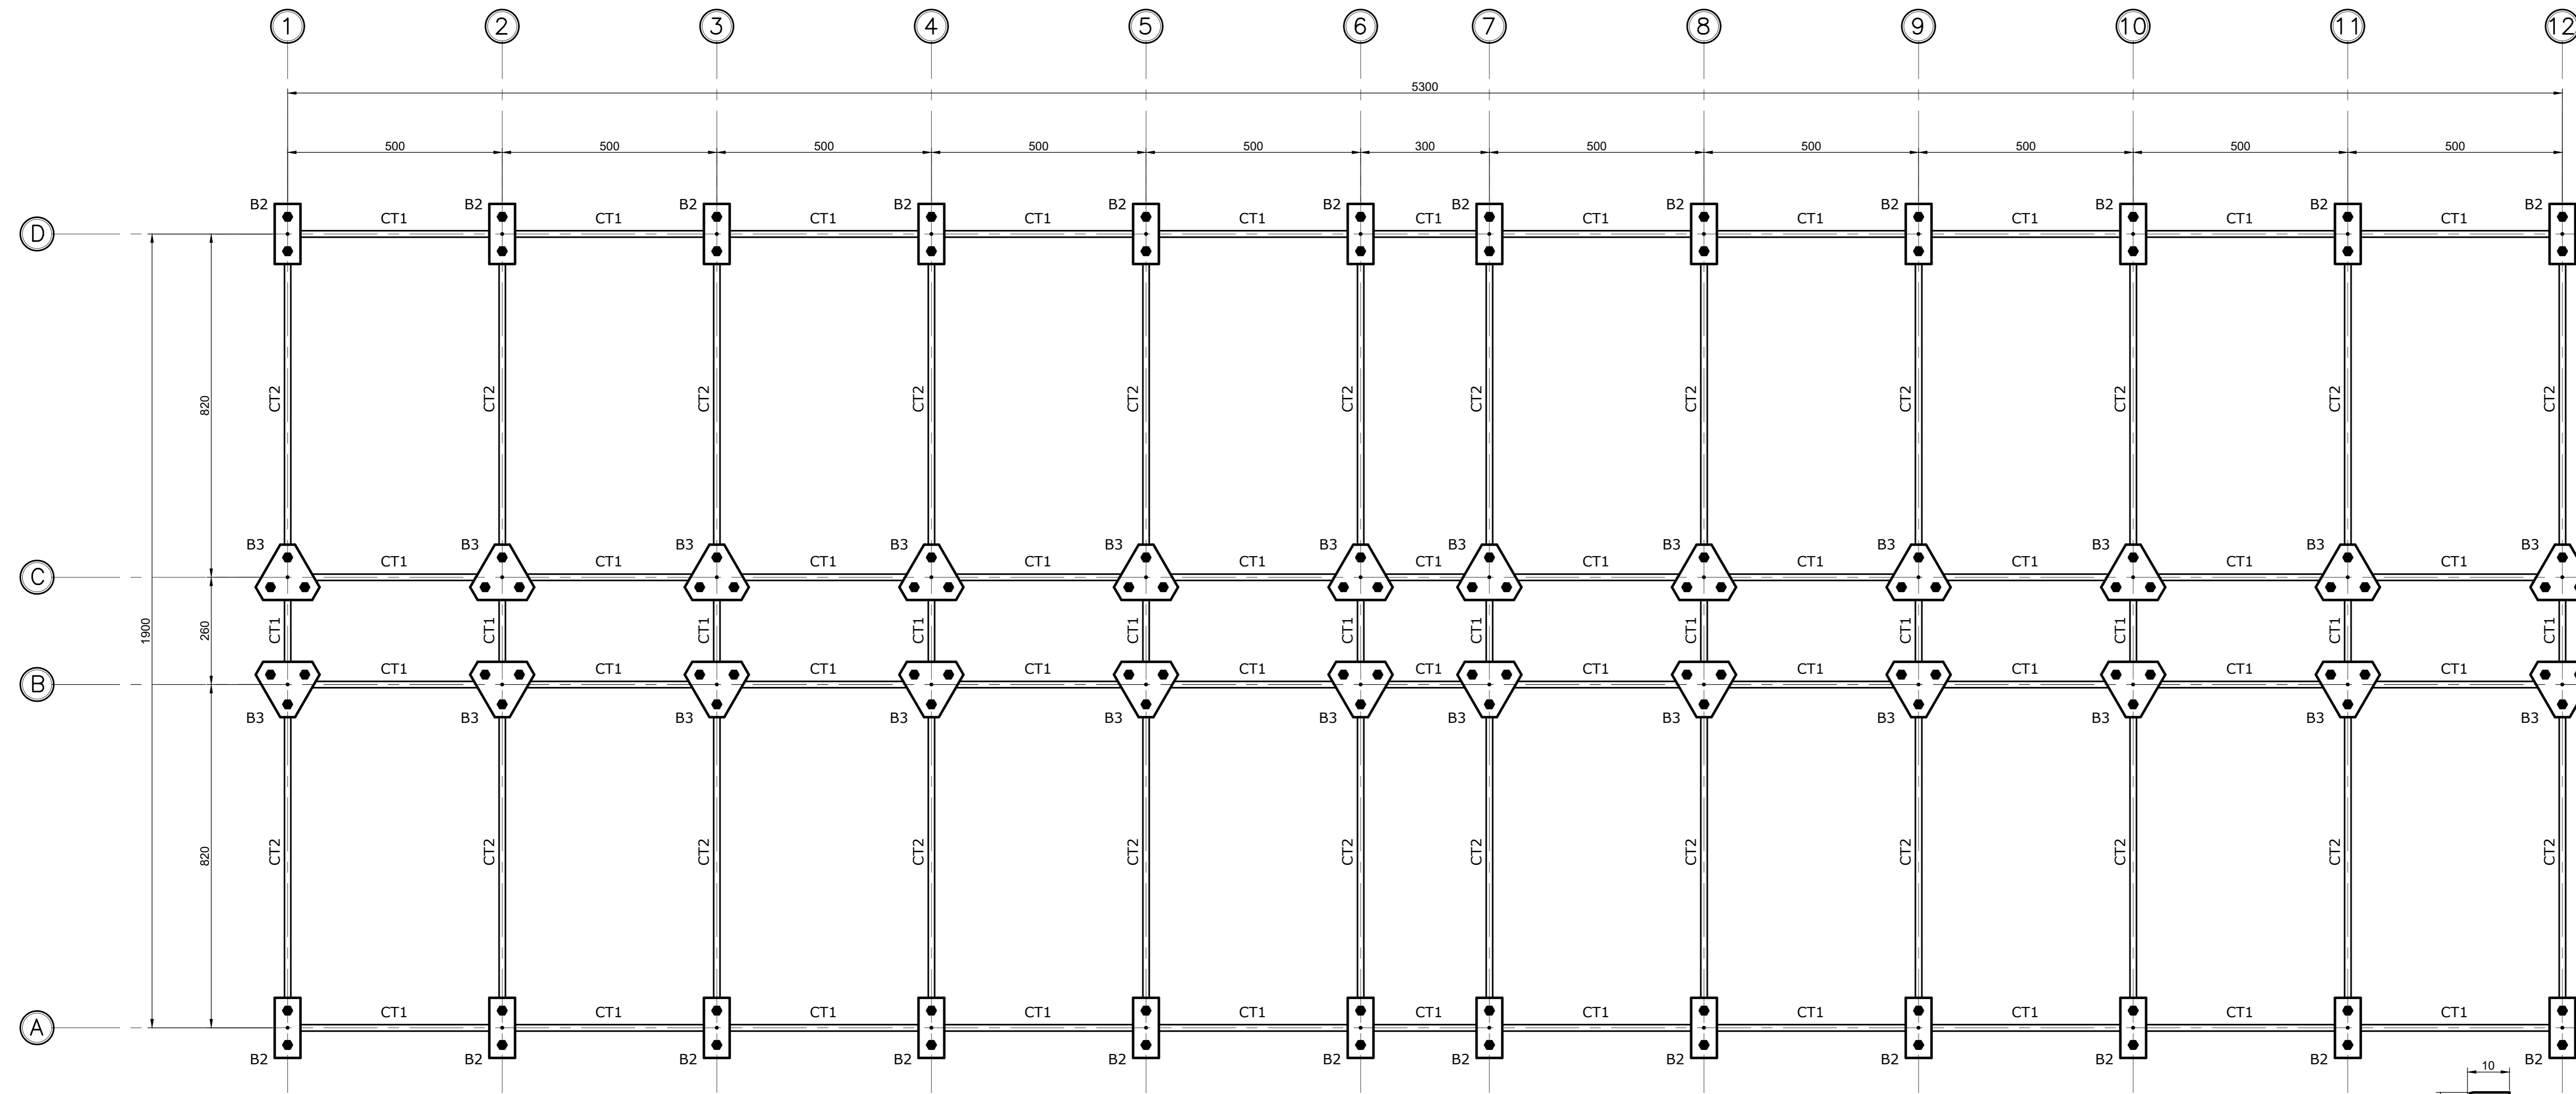 1 2 3 4 5 6 7 8 9 10 11 12
5300
500 500 500 500 500 300 500 500 500 500 500
B2 B2 B2 B2 B2 B2 B2 B2 B2 B2 B2 B2
CT1 CT1 CT1 CT1 CT1 CT1 CT1 CT1 CT1 CT1 CT1
D
820 CT2 CT2 CT2 CT2 CT2 CT2 CT2 CT2 CT2 CT2 CT2 CT2
B3 B3 B3 B3 B3 B3 B3 B3 B3 B3 B3 B3
CT1 CT1 CT1 CT1 CT1 CT1 CT1 CT1 CT1 CT1 CT1
C
1900 260 CT1 CT1 CT1 CT1 CT1 CT1 CT1 CT1 CT1 CT1 CT1 CT1
CT1 CT1 CT1 CT1 CT1 CT1 CT1 CT1 CT1 CT1 CT1
B
B3 B3 B3 B3 B3 B3 B3 B3 B3 B3 B3 B3
820 CT2 CT2 CT2 CT2 CT2 CT2 CT2 CT2 CT2 CT2 CT2 CT2
CT1 CT1 CT1 CT1 CT1 CT1 CT1 CT1 CT1 CT1 CT1
A
B2 B2 B2 B2 B2 B2 B2 B2 B2 B2 B2 B2
10